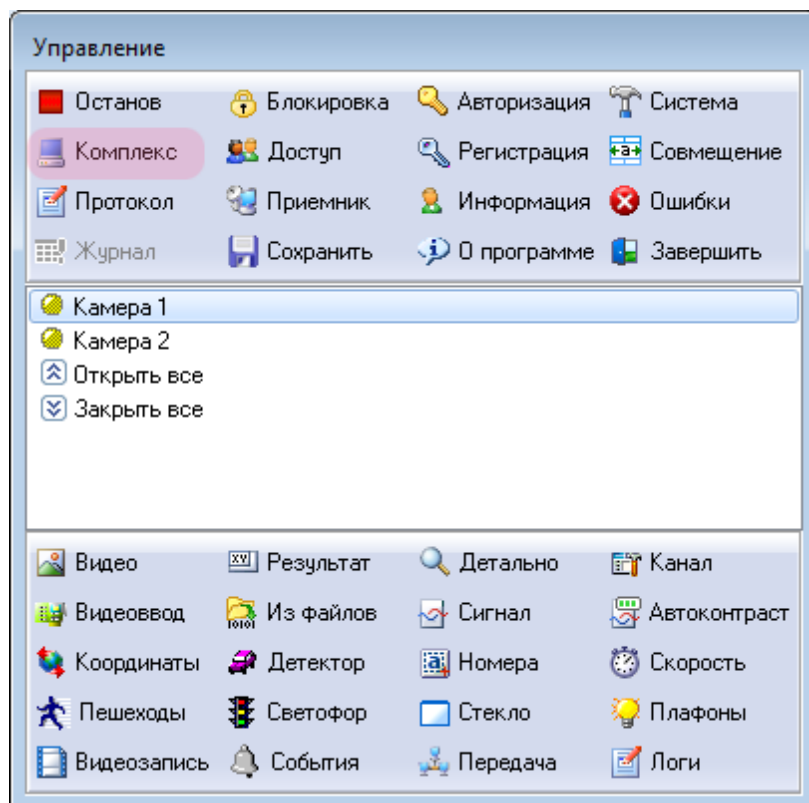 Управление
Останов Блокировка Авторизация Система
Комплекс Доступ Регистрация Совмещение
Протокол Приемник Информация Ошибки
Журнал Сохранить О программе Завершить
Камера 1
Камера 2
Открыть все
Закрыть все
Видео Результат Детально Канал
Видеоввод Из файлов Сигнал Автоконтраст
Координаты Детектор Номера Скорость
Пешеходы Светофор Стекло Плафоны
Видеозапись События Передача Логи